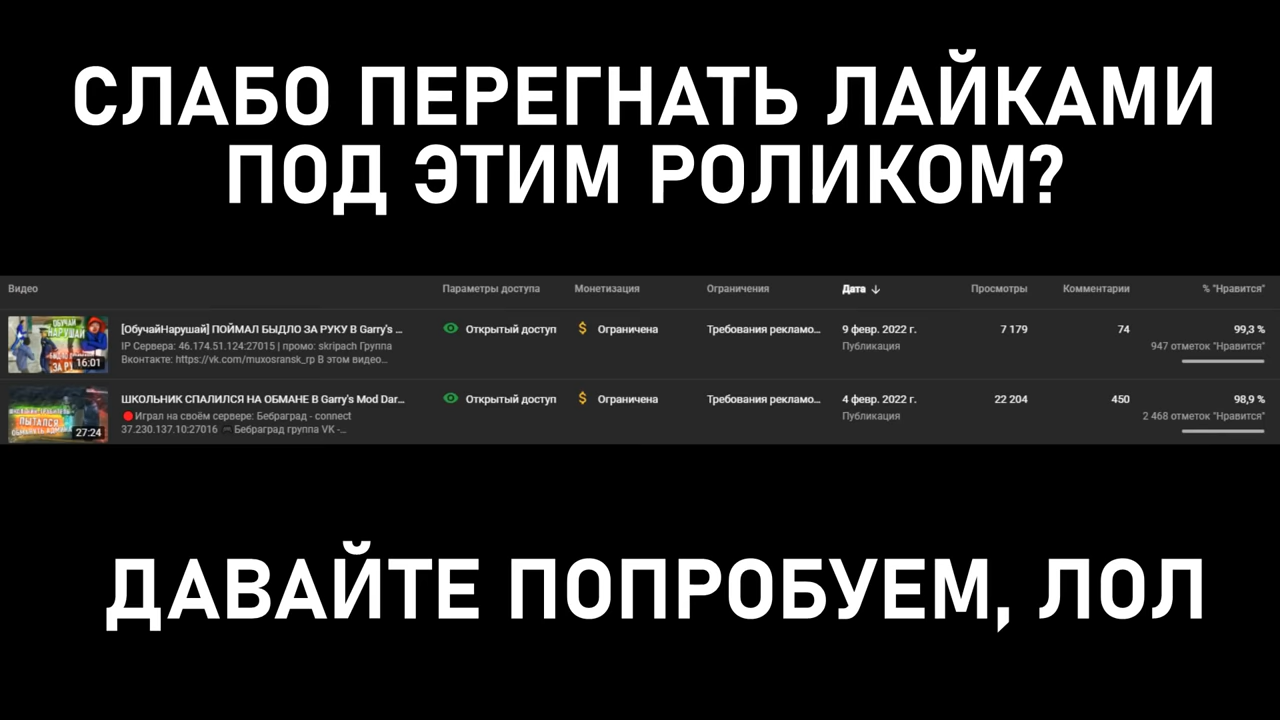 СЛАБО ПЕРЕГНАТЬ ЛАЙКАМИ
ПОД ЭТИМ РОЛИКОМ?
Видео Параметры доступа Монетизация Ограничения Дата ↓ Просмотры Комментарии % "Нравится"
[ОбучайНарушай] ПОЙМАЛ БЫДЛО ЗА РУКУ В Garry's ... Открытый доступ $ Ограничена Требования рекламо... 9 февр. 2022 г. 7 179 74 99,3 %
IP Сервера: 46.174.51.124:27015 | промо: skripach Группа Публикация 947 отметок "Нравится"
Вконтакте: https://vk.com/muxosransk_rp В этом видео...
ОБУЧАЙ
НАРУШАЙ
16:01
ШКОЛЬНИК СПАЛИЛСЯ НА ОБМАНЕ В Garry's Mod Dar... Открытый доступ $ Ограничена Требования рекламо... 4 февр. 2022 г. 22 204 450 98,9 %
🔴Играл на своём сервере: Бебраград - connect Публикация 2 468 отметок "Нравится"
37.230.137.10:27016 Бебраград группа VK -...
ПЫТАЛСЯ
27:24
ДАВАЙТЕ ПОПРОБУЕМ, ЛОЛ